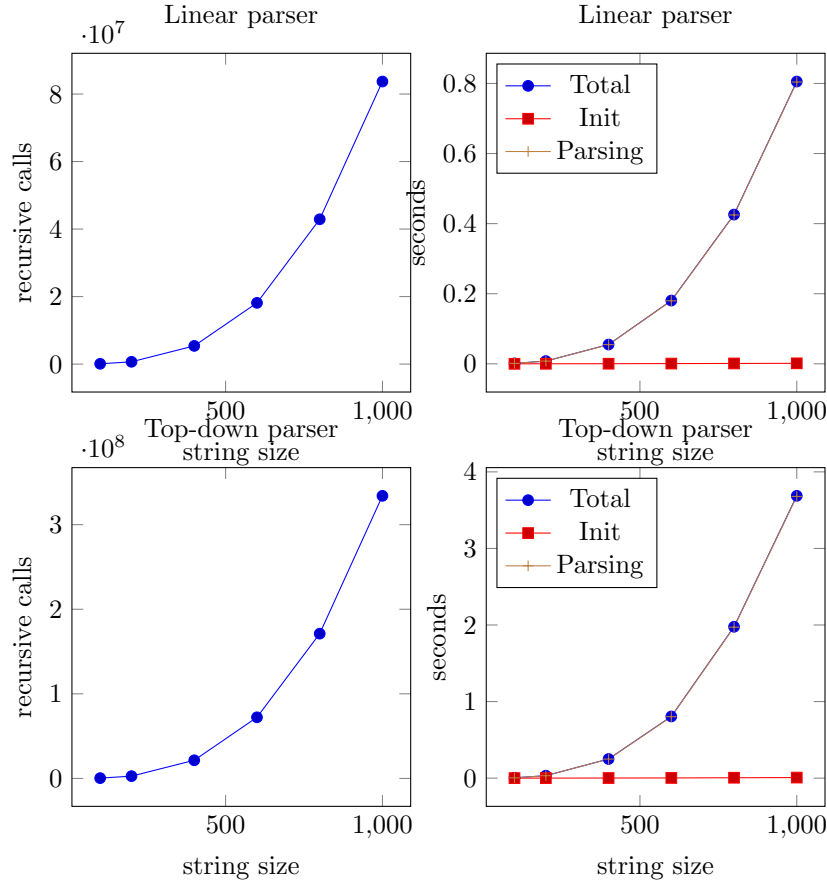 Linear parser
·10^7
8
6
4
2
0
500
1,000
string size
recursive calls
Linear parser
0.8
0.6
0.4
0.2
0
500
1,000
string size
seconds
Total
Init
Parsing
Top-down parser
·10^8
3
2
1
0
500
1,000
string size
recursive calls
Top-down parser
4
3
2
1
0
500
1,000
string size
seconds
Total
Init
Parsing